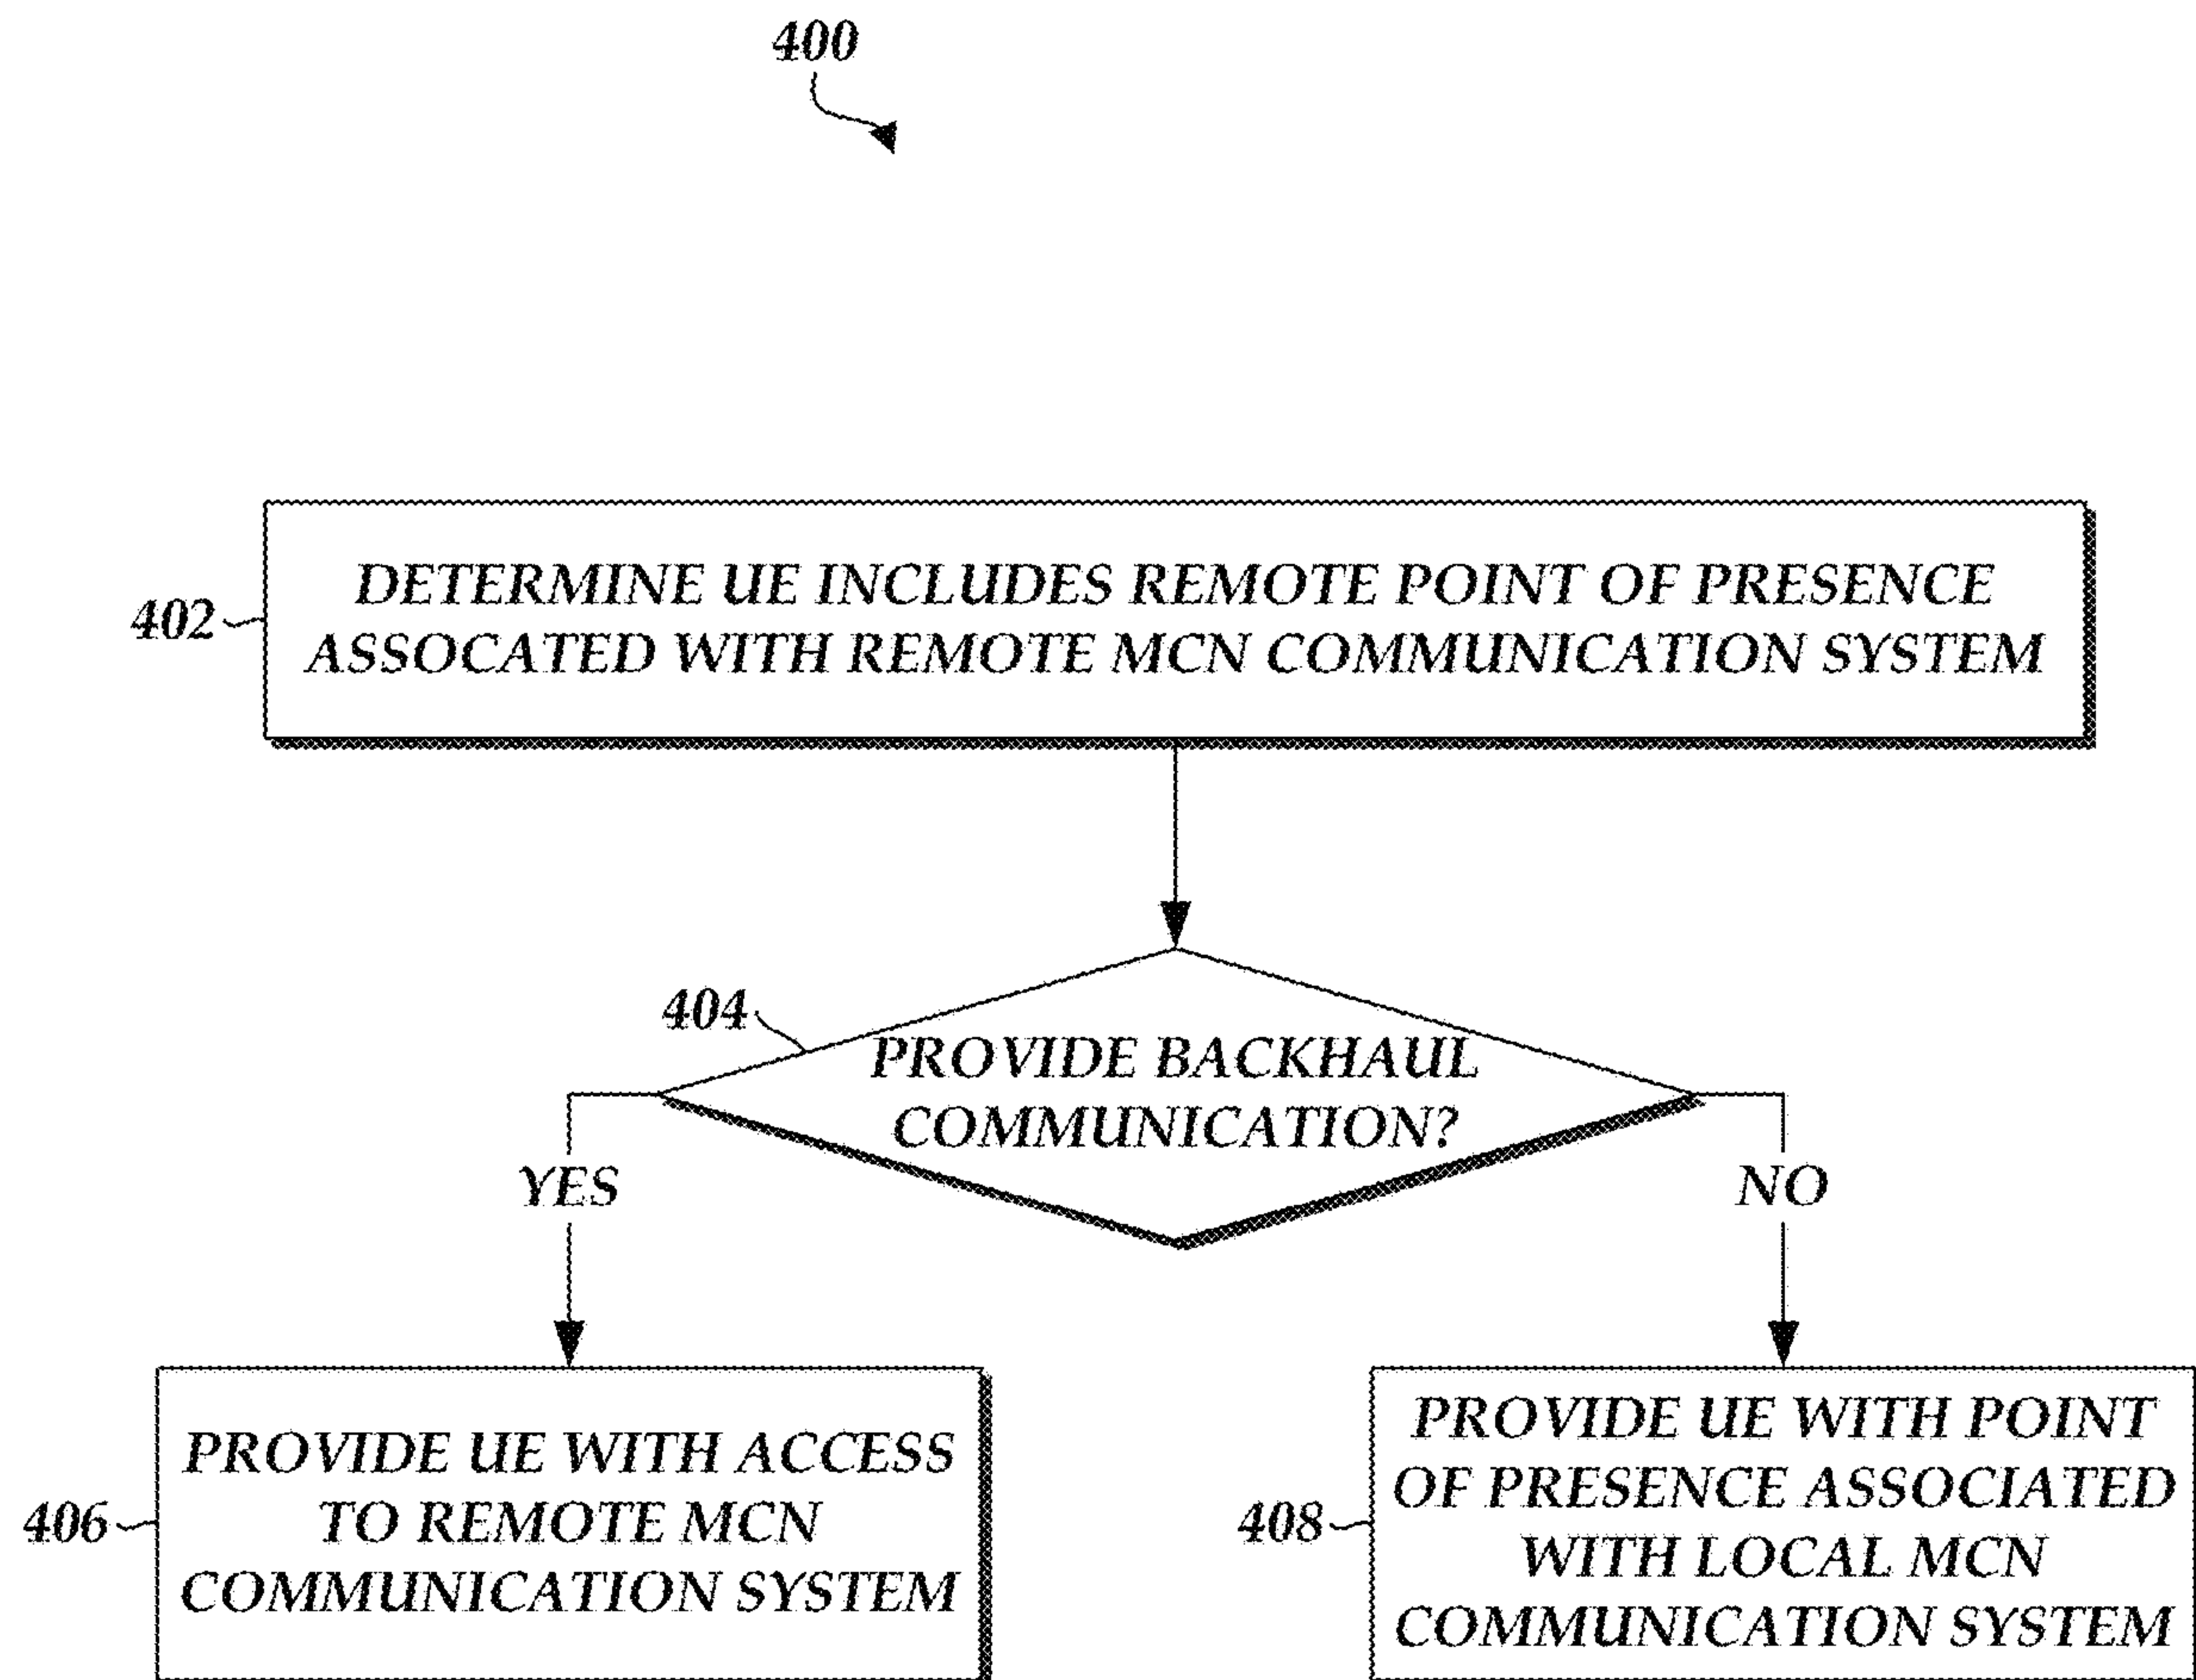 400
402
DETERMINE UE INCLUDES REMOTE POINT OF PRESENCE
ASSOCATED WITH REMOTE MCN COMMUNICATION SYSTEM
404
PROVIDE BACKHAUL
COMMUNICATION?
YES
NO
406
PROVIDE UE WITH ACCESS
TO REMOTE MCN
COMMUNICATION SYSTEM
408
PROVIDE UE WITH POINT
OF PRESENCE ASSOCIATED
WITH LOCAL MCN
COMMUNICATION SYSTEM